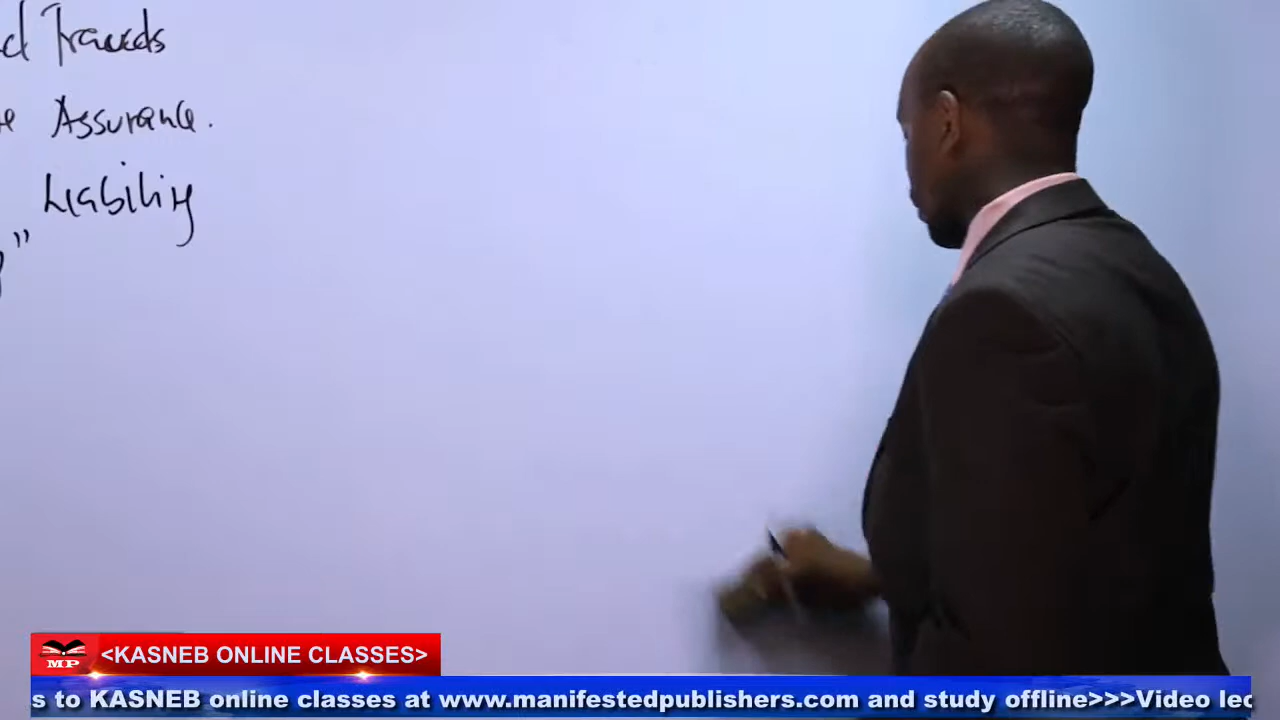 Frauds
Assurance.
Liability
"
MP
<KASNEB ONLINE CLASSES>
s to KASNEB online classes at www.manifestedpublishers.com and study offline>>>Video lec